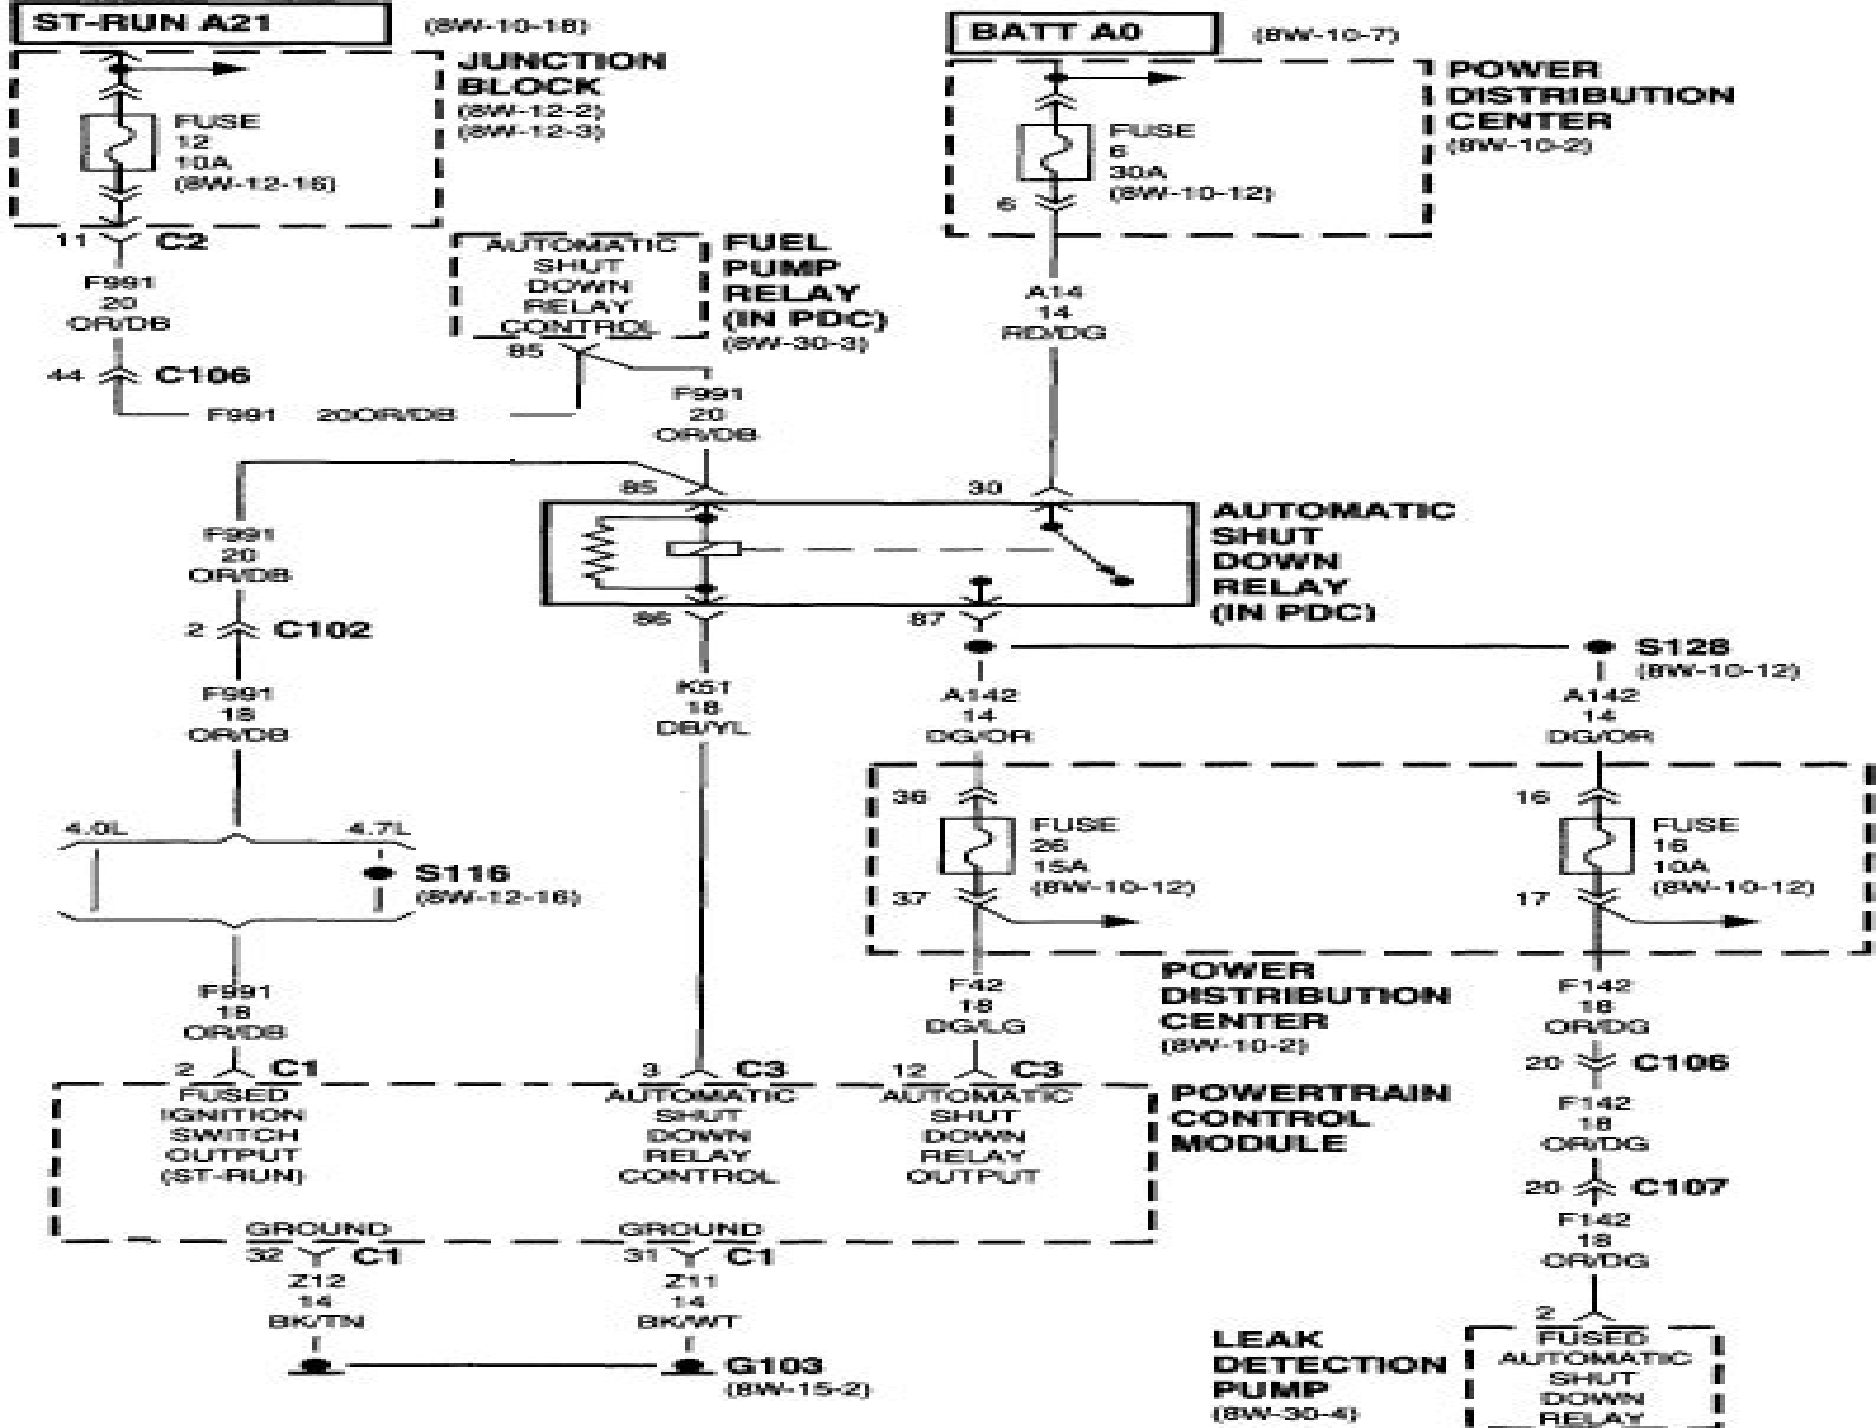 ST-RUN A21
(8W-10-18)
JUNCTION
BLOCK
(8W-12-2)
(8W-12-3)
FUSE
12
10A
(8W-12-16)
11
C2
F991
20
OR/DB
44
C106
F991 20OR/DB
AUTOMATIC
SHUT
DOWN
RELAY
CONTROL
85
FUEL
PUMP
RELAY
(IN PDC)
(8W-30-3)
F991
20
OR/DB
BATT A0
(8W-10-7)
POWER
DISTRIBUTION
CENTER
(8W-10-2)
FUSE
6
30A
(8W-10-12)
6
A14
14
RD/DG
85
30
AUTOMATIC
SHUT
DOWN
RELAY
(IN PDC)
86
87
F991
20
OR/DB
2
C102
F991
18
OR/DB
4.0L
4.7L
S116
(8W-12-16)
F991
18
OR/DB
K51
18
DB/YL
S128
(8W-10-12)
A142
14
DG/OR
A142
14
DG/OR
36
FUSE
26
15A
(8W-10-12)
37
16
FUSE
16
10A
(8W-10-12)
17
POWER
DISTRIBUTION
CENTER
(8W-10-2)
F42
18
DG/LG
F142
18
OR/DG
20
C106
F142
18
OR/DG
20
C107
F142
18
OR/DG
2
C1
3
C3
12
C3
FUSED
IGNITION
SWITCH
OUTPUT
(ST-RUN)
AUTOMATIC
SHUT
DOWN
RELAY
CONTROL
AUTOMATIC
SHUT
DOWN
RELAY
OUTPUT
POWERTRAIN
CONTROL
MODULE
GROUND
GROUND
32
C1
31
C1
Z12
14
BK/TN
Z11
14
BK/WT
G103
(8W-15-2)
2
LEAK
DETECTION
PUMP
(8W-30-4)
FUSED
AUTOMATIC
SHUT
DOWN
RELAY